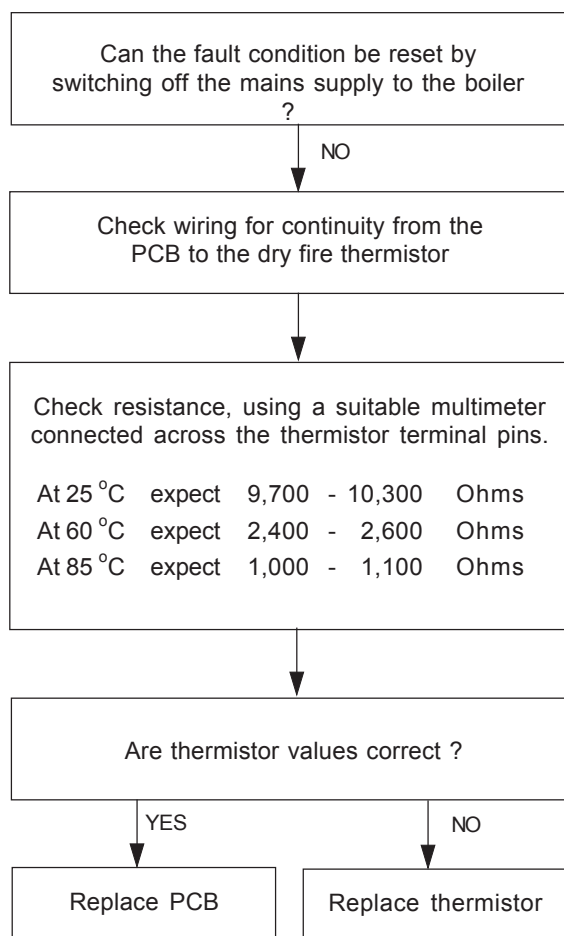 Can the fault condition be reset by
switching off the mains supply to the boiler
?
NO
Check wiring for continuity from the
PCB to the dry fire thermistor
Check resistance, using a suitable multimeter
connected across the thermistor terminal pins.
At 25 °C expect 9,700 - 10,300 Ohms
At 60 °C expect 2,400 - 2,600 Ohms
At 85 °C expect 1,000 - 1,100 Ohms
Are thermistor values correct ?
YES
NO
Replace PCB
Replace thermistor